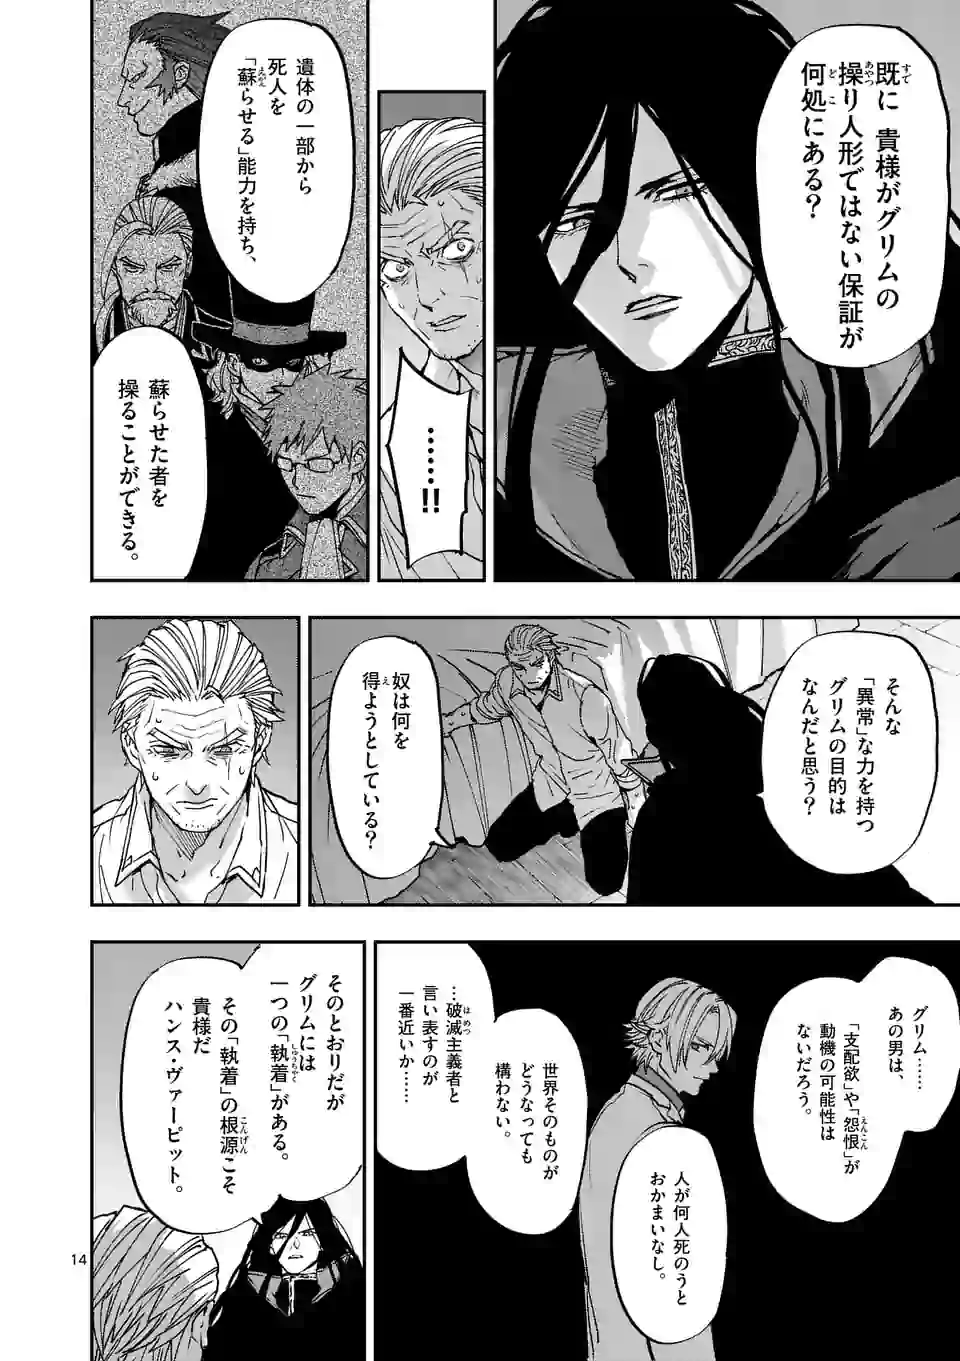 既に 貴様がグリムの
操り人形ではない保証が
何処にある?
……!!
遺体の一部から
死人を
「蘇らせる」能力を持ち、
蘇らせた者を
操ることができる。
そんな
「異常」な力を持つ
グリムの目的は
なんだと思う?
奴は何を
得ようとしている?
グリム……
あの男は、
「支配欲」や「怨恨」が
動機の可能性は
ないだろう。
人が何人死のうと
おかまいなし。
世界そのものが
どうなっても
構わない。
…破滅主義者と
言い表すのが
一番近いか……
そのとおりだが
グリムには
一つの「執着」がある。
その「執着」の根源こそ
貴様だ
ハンス・ヴァーピット。
14